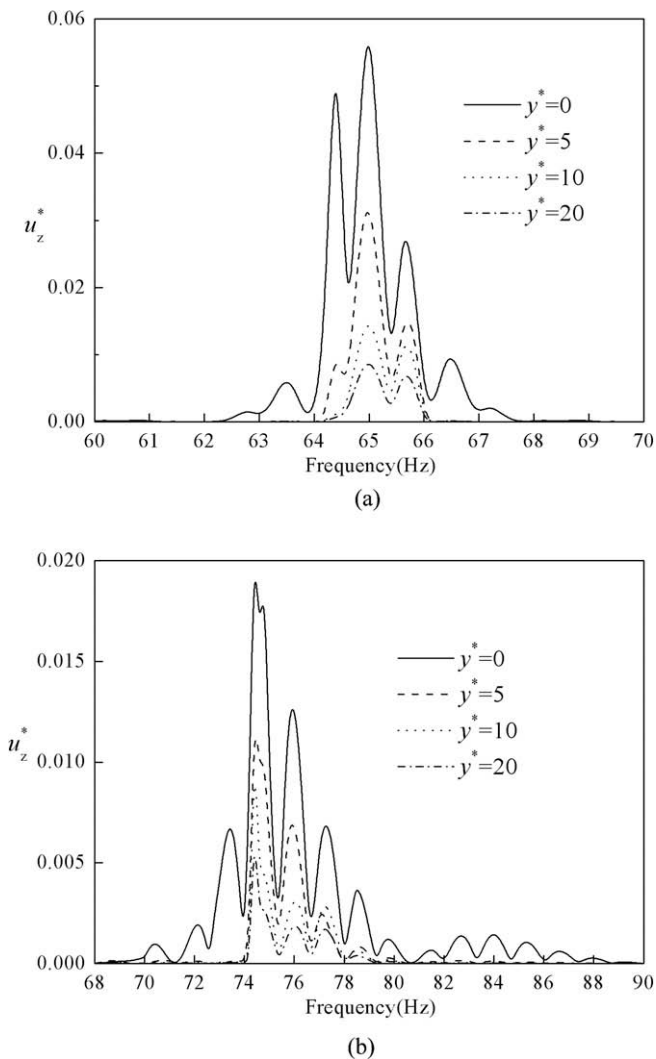 0.06
0.04
0.02
0.00
u*z
y*=0
y*=5
y*=10
y*=20
60 61 62 63 64 65 66 67 68 69 70
Frequency(Hz)
(a)
0.020
0.015
0.010
0.005
0.000
u*z
y*=0
y*=5
y*=10
y*=20
68 70 72 74 76 78 80 82 84 86 88 90
Frequency(Hz)
(b)